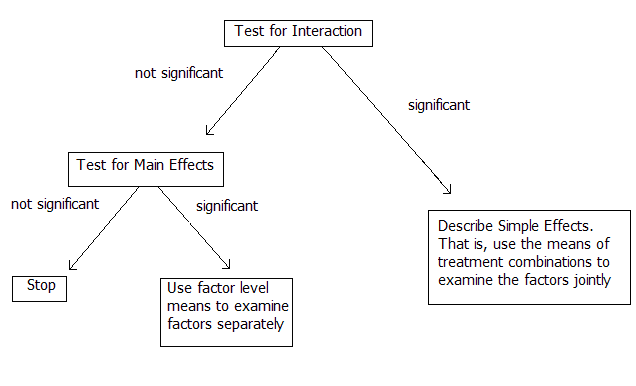 Test for Interaction
not significant
significant
Test for Main Effects
not significant
significant
Describe Simple Effects.
That is, use the means of
treatment combinations to
examine the factors jointly
Stop
Use factor level
means to examine
factors separately